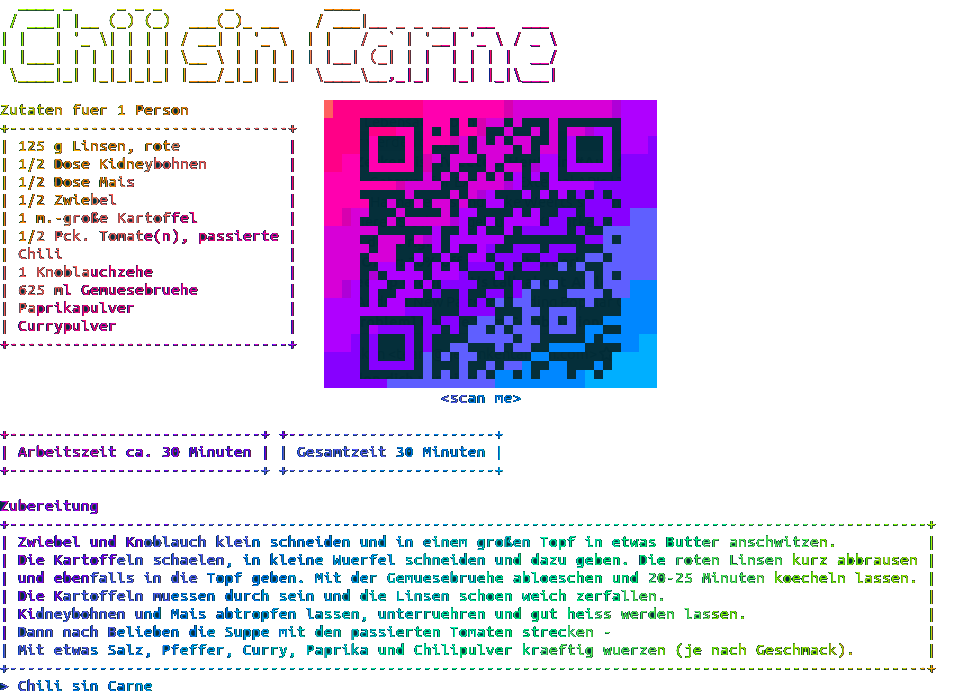 Chili sin Carne
Zutaten fuer 1 Person
125 g Linsen, rote
1/2 Dose Kidneybohnen
1/2 Dose Mais
1/2 Zwiebel
1 m.-große Kartoffel
1/2 Pck. Tomate(n), passierte
Chili
1 Knoblauchzehe
625 ml Gemuesebruehe
Paprikapulver
Currypulver
<scan me>
Arbeitszeit ca. 30 Minuten
Gesamtzeit 30 Minuten
Zubereitung
Zwiebel und Knoblauch klein schneiden und in einem großen Topf in etwas Butter anschwitzen.
Die Kartoffeln schaelen, in kleine Wuerfel schneiden und dazu geben. Die roten Linsen kurz abbrausen
und ebenfalls in die Topf geben. Mit der Gemuesebruehe abloeschen und 20-25 Minuten koecheln lassen.
Die Kartoffeln muessen durch sein und die Linsen schoen weich zerfallen.
Kidneybohnen und Mais abtropfen lassen, unterruehren und gut heiss werden lassen.
Dann nach Belieben die Suppe mit den passierten Tomaten strecken -
Mit etwas Salz, Pfeffer, Curry, Paprika und Chilipulver kraeftig wuerzen (je nach Geschmack).
▶ Chili sin Carne